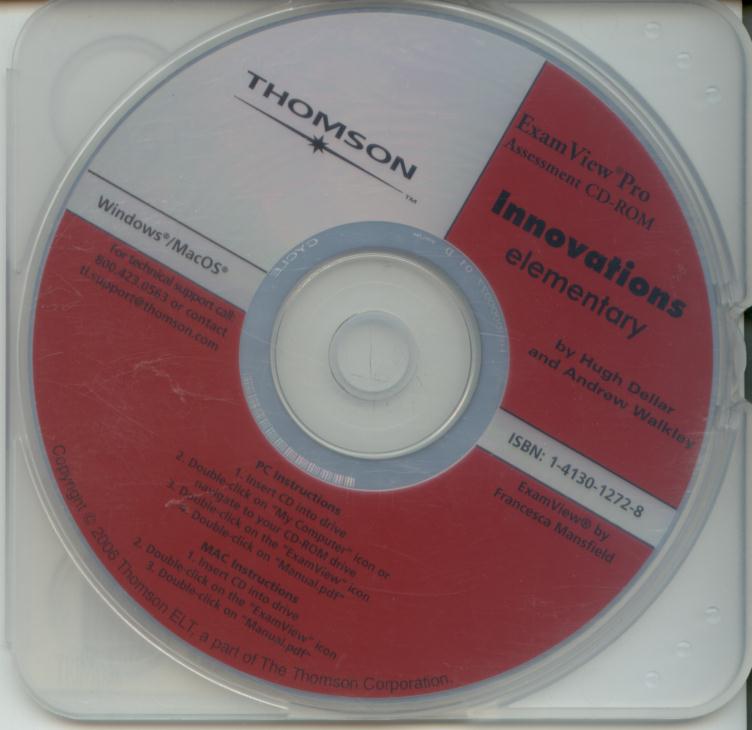 THOMSON™
ExamView® Pro
Assessment CD-ROM
Innovations
elementary
by Hugh Dellar
and Andrew Walkley
Windows®/MacOS®
For technical support call:
800.423.0563 or contact
tl.support@thomson.com
ISBN: 1-4130-1272-8
ExamView® by
Francesca Mansfield
PC Instructions
1. Insert CD into drive
2. Double-click on "My Computer" icon or
navigate to your CD-ROM drive
3. Double-click on the "ExamView" icon
4. Double-click on "Manual.pdf"
MAC Instructions
1. Insert CD into drive
2. Double-click on the "ExamView" icon
3. Double-click on "Manual.pdf"
Copyright © 2006 Thomson ELT, a part of The Thomson Corporation.
CYCLE